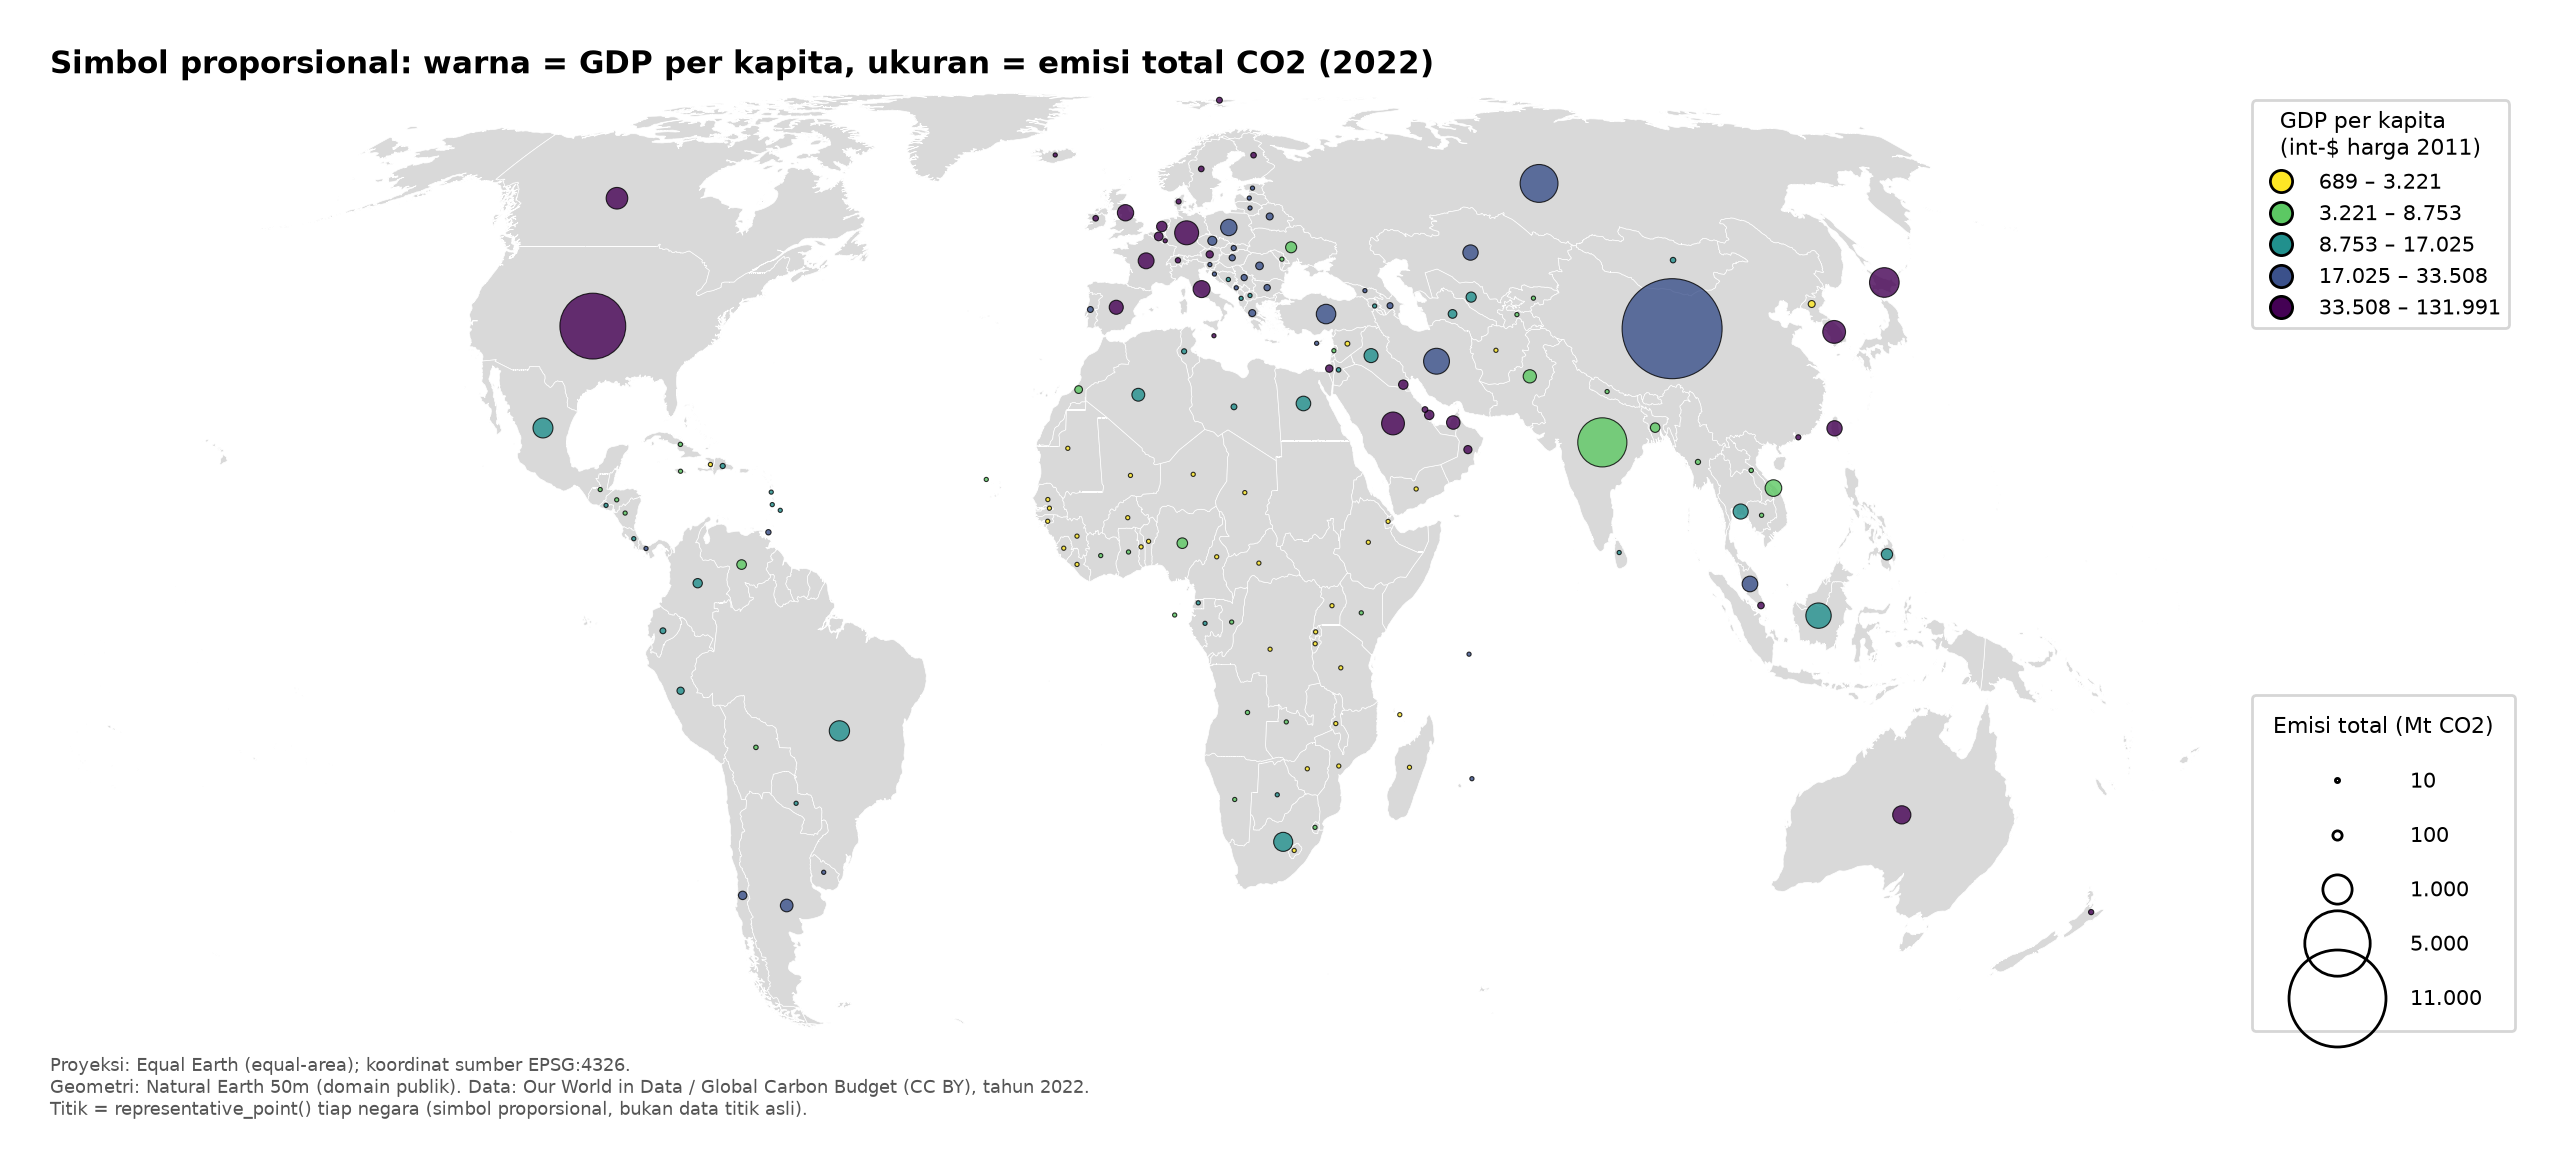 Simbol proporsional: warna = GDP per kapita, ukuran = emisi total CO2 (2022)
GDP per kapita
(int-$ harga 2011)
689 – 3.221
3.221 – 8.753
8.753 – 17.025
17.025 – 33.508
33.508 – 131.991
Emisi total (Mt CO2)
10
100
1.000
5.000
11.000
Proyeksi: Equal Earth (equal-area); koordinat sumber EPSG:4326.
Geometri: Natural Earth 50m (domain publik). Data: Our World in Data / Global Carbon Budget (CC BY), tahun 2022.
Titik = representative_point() tiap negara (simbol proporsional, bukan data titik asli).